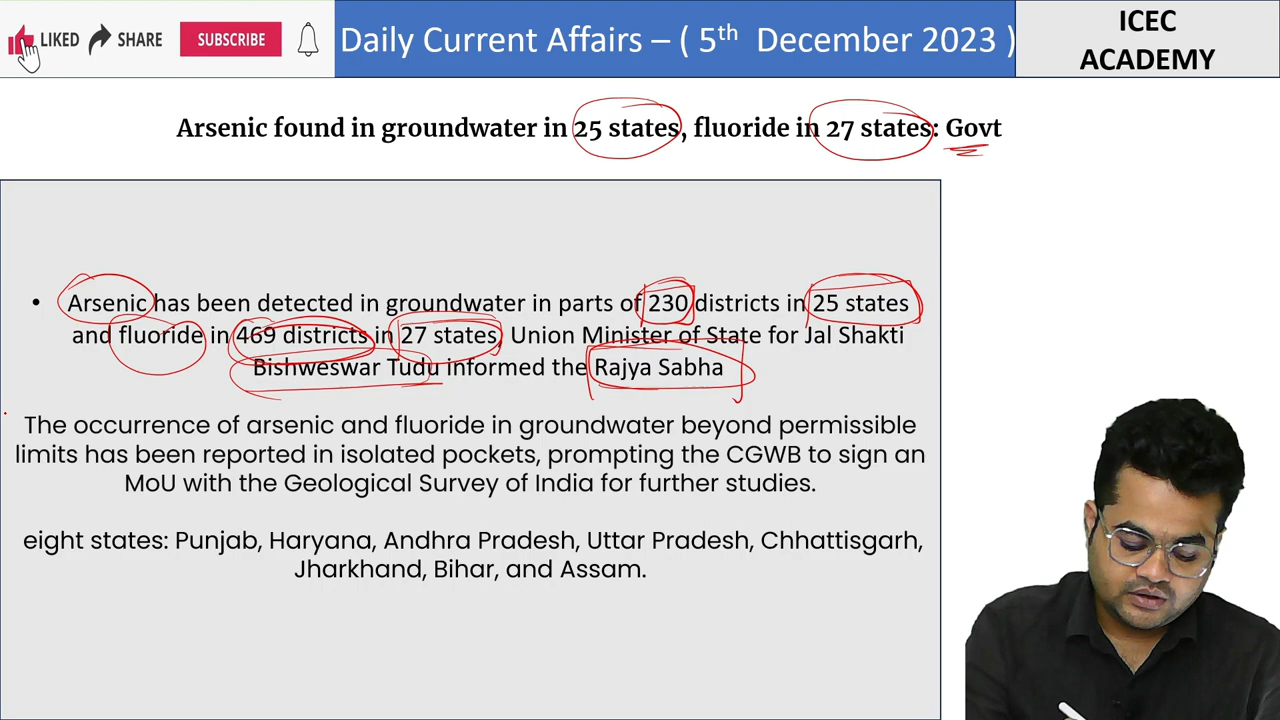 LIKED SHARE SUBSCRIBE Daily Current Affairs – ( 5th December 2023 )
ICEC
ACADEMY
Arsenic found in groundwater in 25 states, fluoride in 27 states: Govt
• Arsenic has been detected in groundwater in parts of 230 districts in 25 states
and fluoride in 469 districts in 27 states, Union Minister of State for Jal Shakti
Bishweswar Tudu informed the Rajya Sabha
The occurrence of arsenic and fluoride in groundwater beyond permissible
limits has been reported in isolated pockets, prompting the CGWB to sign an
MoU with the Geological Survey of India for further studies.
eight states: Punjab, Haryana, Andhra Pradesh, Uttar Pradesh, Chhattisgarh,
Jharkhand, Bihar, and Assam.